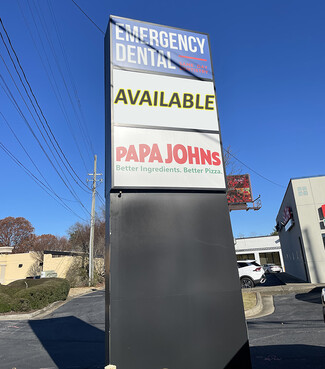 EMERGENCY
DENTAL
AVAILABLE
PAPA JOHNS
Better Ingredients. Better Pizza.